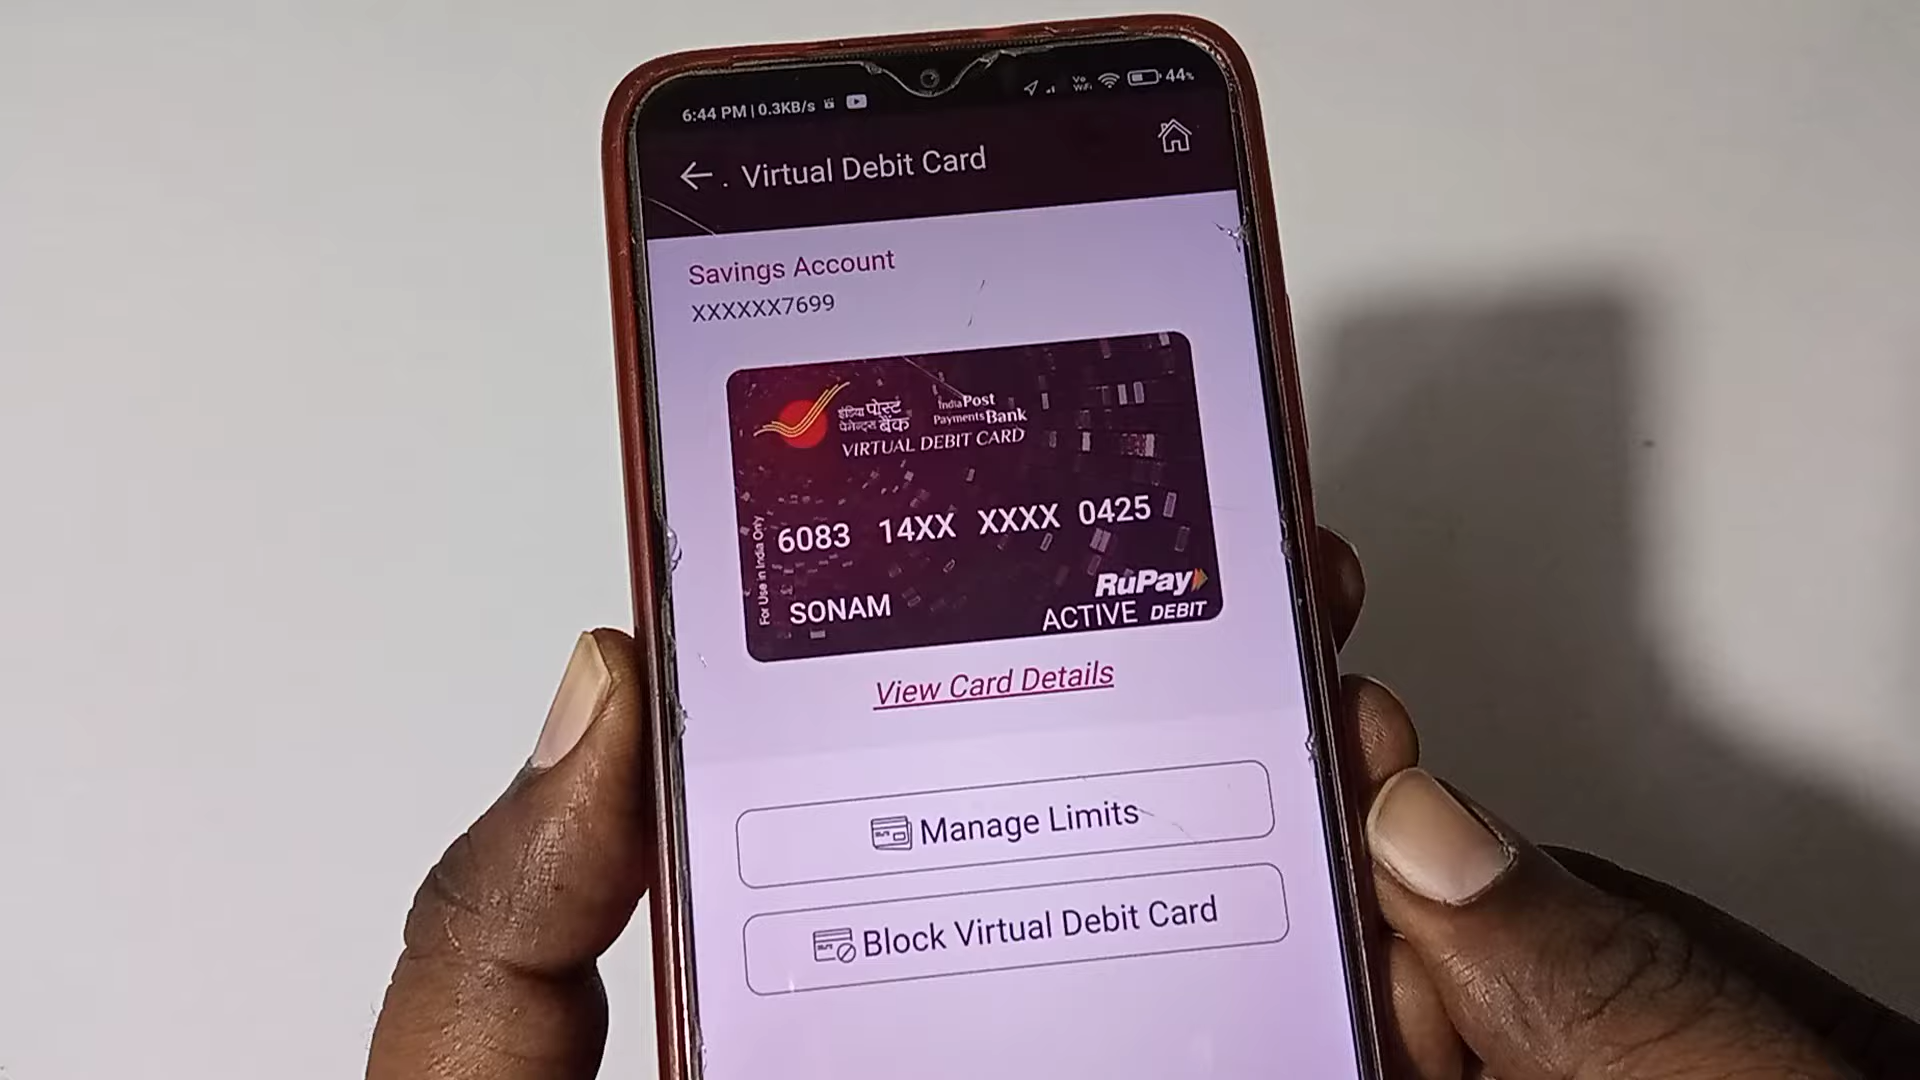 6:44 PM | 0.3KB/s
Vo WiFi
44%
. Virtual Debit Card
Savings Account
XXXXXX7699
इंडिया पोस्ट
पेमेन्ट्स बैंक
India Post
Payments Bank
VIRTUAL DEBIT CARD
6083 14XX XXXX 0425
For Use in India Only
SONAM
RuPay
ACTIVE DEBIT
View Card Details
Manage Limits
Block Virtual Debit Card